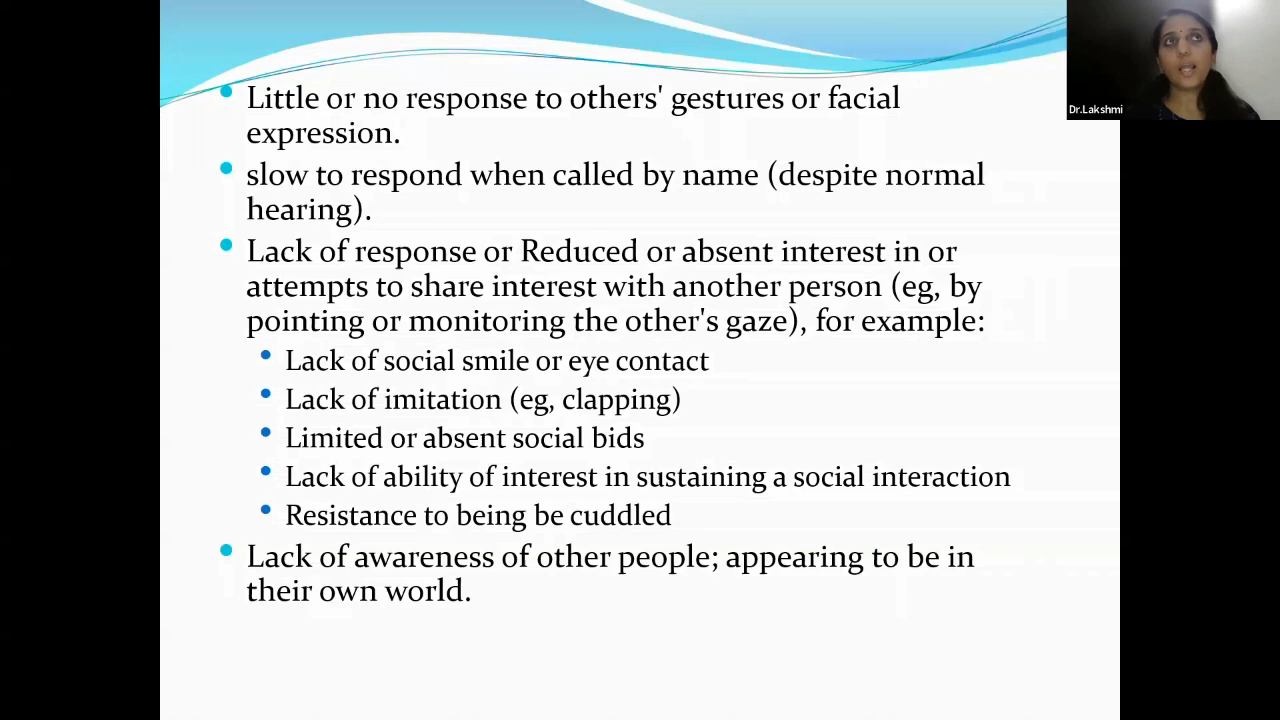 Little or no response to others' gestures or facial
expression.
slow to respond when called by name (despite normal
hearing).
Lack of response or Reduced or absent interest in or
attempts to share interest with another person (eg, by
pointing or monitoring the other's gaze), for example:
Lack of social smile or eye contact
Lack of imitation (eg, clapping)
Limited or absent social bids
Lack of ability of interest in sustaining a social interaction
Resistance to being be cuddled
Lack of awareness of other people; appearing to be in
their own world.
Dr.Lakshmi